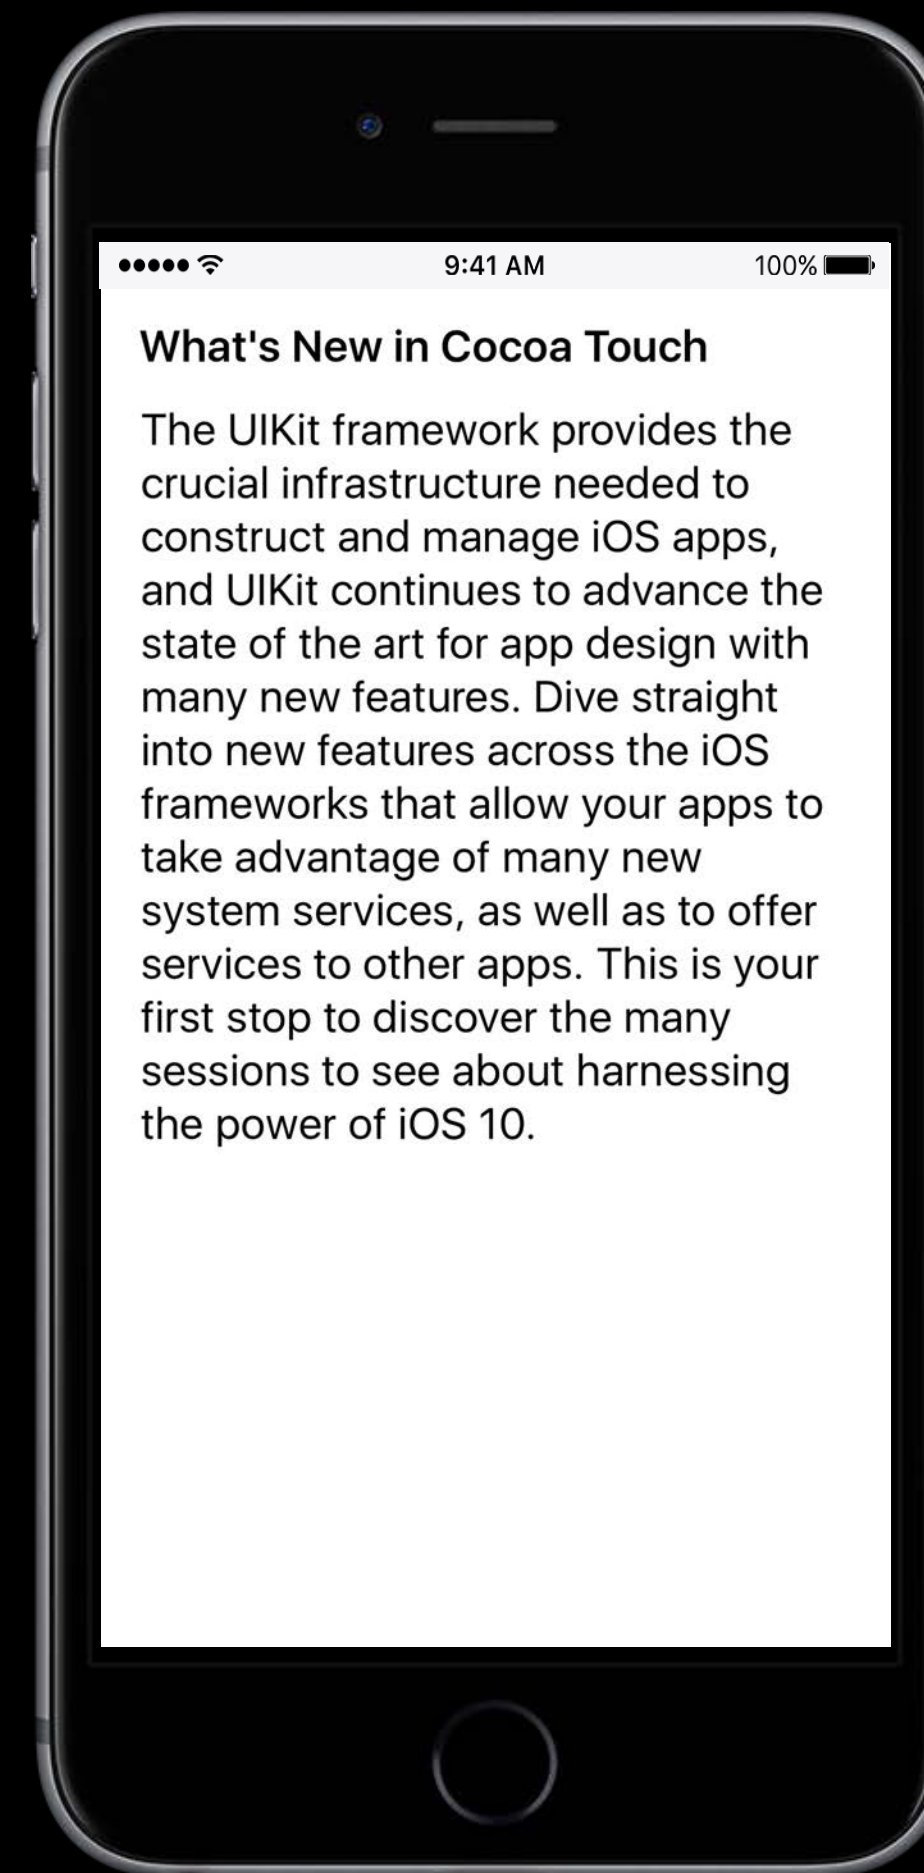 9:41 AM 100%
What's New in Cocoa Touch
The UIKit framework provides the
crucial infrastructure needed to
construct and manage iOS apps,
and UIKit continues to advance the
state of the art for app design with
many new features. Dive straight
into new features across the iOS
frameworks that allow your apps to
take advantage of many new
system services, as well as to offer
services to other apps. This is your
first stop to discover the many
sessions to see about harnessing
the power of iOS 10.